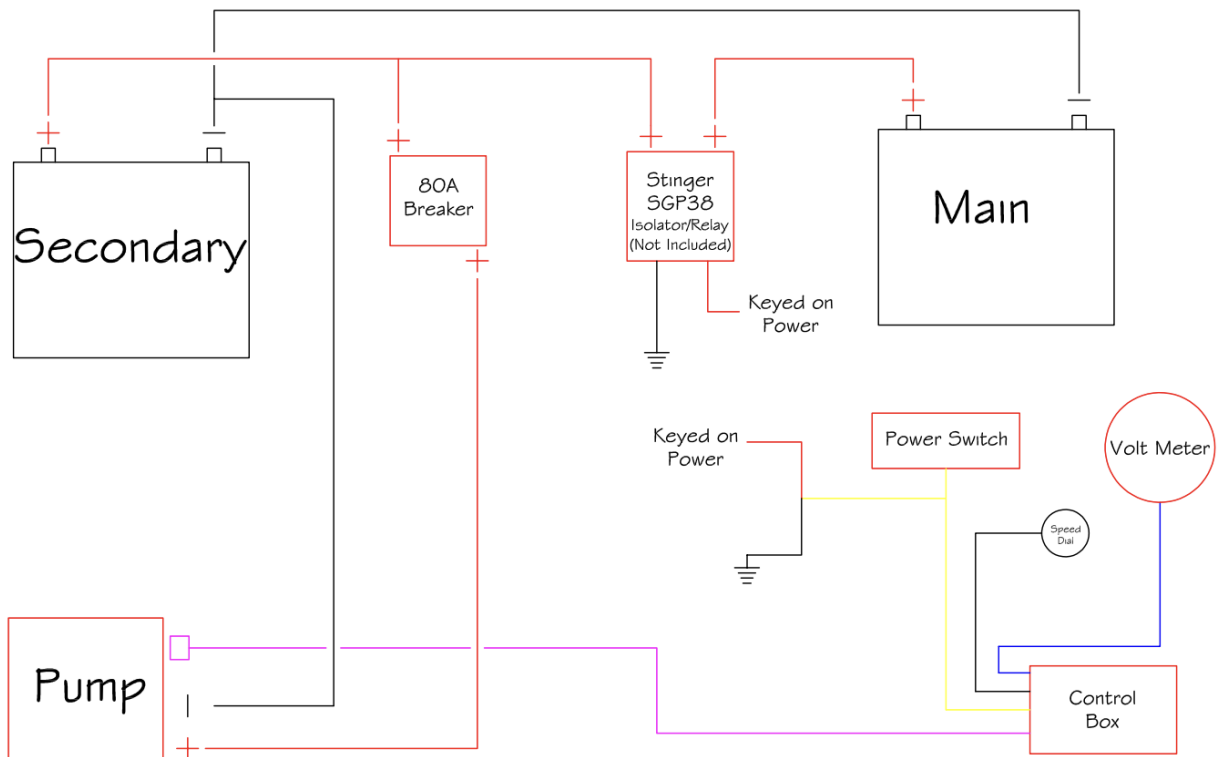 Secondary
80A
Breaker
Stinger
SGP38
Isolator/Relay
(Not Included)
Main
Keyed on
Power
Keyed on
Power
Power Switch
Volt Meter
Speed
Dial
Pump
Control
Box